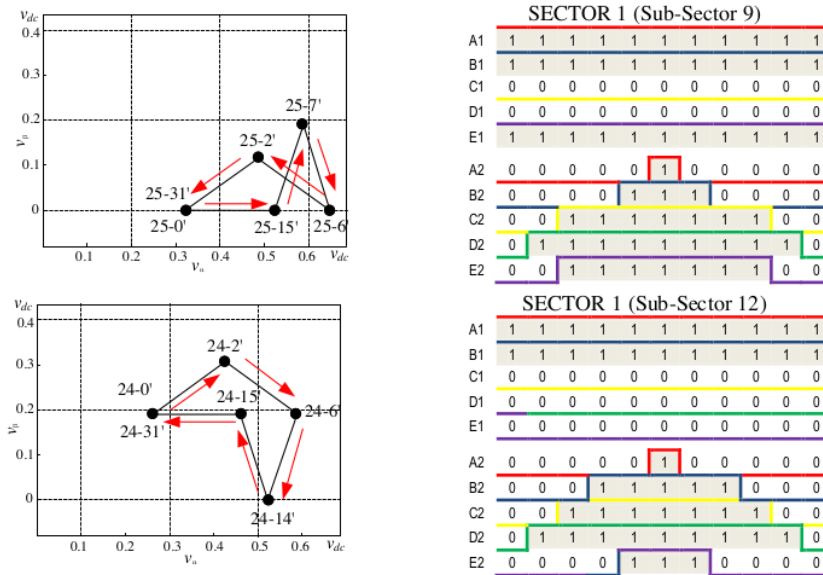 v_dc
0.4
0.3
0.2
0.1
0
v_β
25-7'
25-2'
25-31'
25-0'
25-15'
25-6'
0.1
0.2
0.3
0.4
0.5
0.6
v_α
v_dc
SECTOR 1 (Sub-Sector 9)
A1 1 1 1 1 1 1 1 1 1 1 1
B1 1 1 1 1 1 1 1 1 1 1 1
C1 0 0 0 0 0 0 0 0 0 0 0
D1 0 0 0 0 0 0 0 0 0 0 0
E1 1 1 1 1 1 1 1 1 1 1 1
A2 0 0 0 0 0 1 0 0 0 0 0
B2 0 0 0 0 1 1 1 0 0 0 0
C2 0 0 1 1 1 1 1 1 1 0 0
D2 0 1 1 1 1 1 1 1 1 1 0
E2 0 0 1 1 1 1 1 1 1 0 0
v_dc
0.4
0.3
0.2
0.1
0
v_β
24-2'
24-0'
24-15'
24-6'
24-31'
24-14'
0.1
0.2
0.3
0.4
0.5
0.6
v_α
v_dc
SECTOR 1 (Sub-Sector 12)
A1 1 1 1 1 1 1 1 1 1 1 1
B1 1 1 1 1 1 1 1 1 1 1 1
C1 0 0 0 0 0 0 0 0 0 0 0
D1 0 0 0 0 0 0 0 0 0 0 0
E1 0 0 0 0 0 0 0 0 0 0 0
A2 0 0 0 0 0 1 0 0 0 0 0
B2 0 0 0 1 1 1 1 1 0 0 0
C2 0 0 1 1 1 1 1 1 1 0 0
D2 0 1 1 1 1 1 1 1 1 1 0
E2 0 0 0 0 1 1 1 0 0 0 0